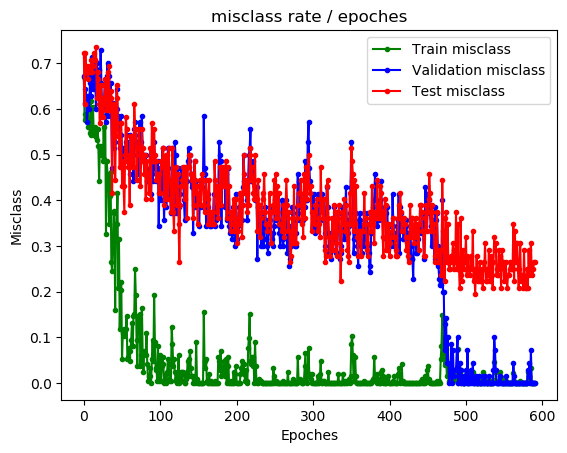 misclass rate / epoches
Train misclass
Validation misclass
Test misclass
Misclass
0.7
0.6
0.5
0.4
0.3
0.2
0.1
0.0
0 100 200 300 400 500 600
Epoches